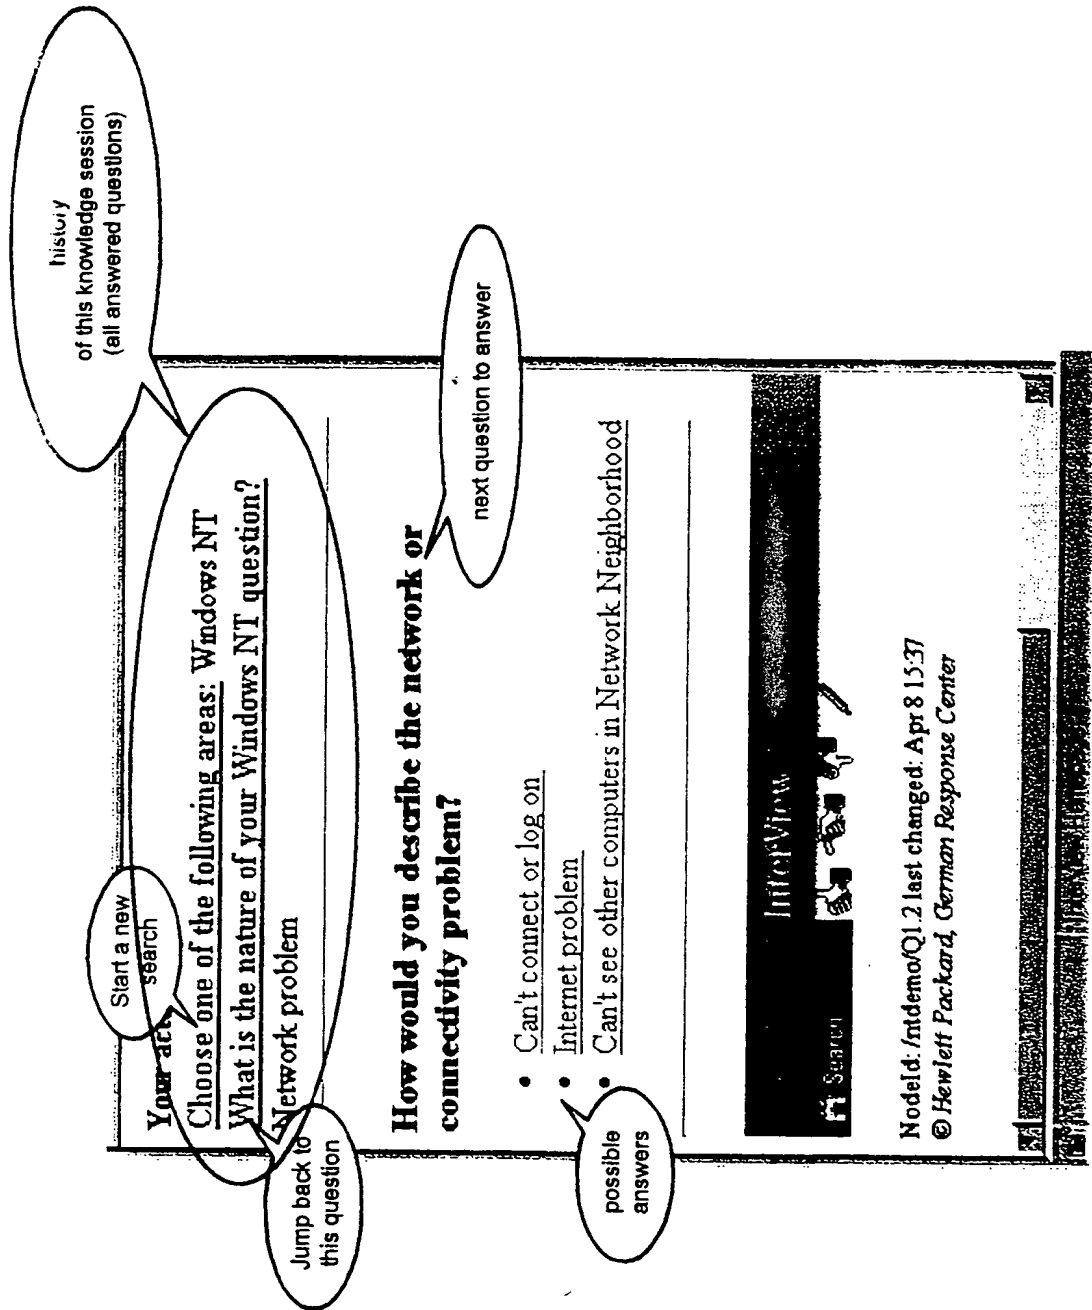 history
of this knowledge session
(all answered questions)
Start a new
search
Your
Choose one of the following areas: Windows NT
What is the nature of your Windows NT question?
Network problem
Jump back to
this question
How would you describe the network or
connectivity problem?
next question to answer
• Can't connect or log on
• Internet problem
• Can't see other computers in Network Neighborhood
possible
answers
InterView
Search
NodeId: /ntdemo/Q1.2 last changed: Apr 8 15:37
© Hewlett Packard, German Response Center